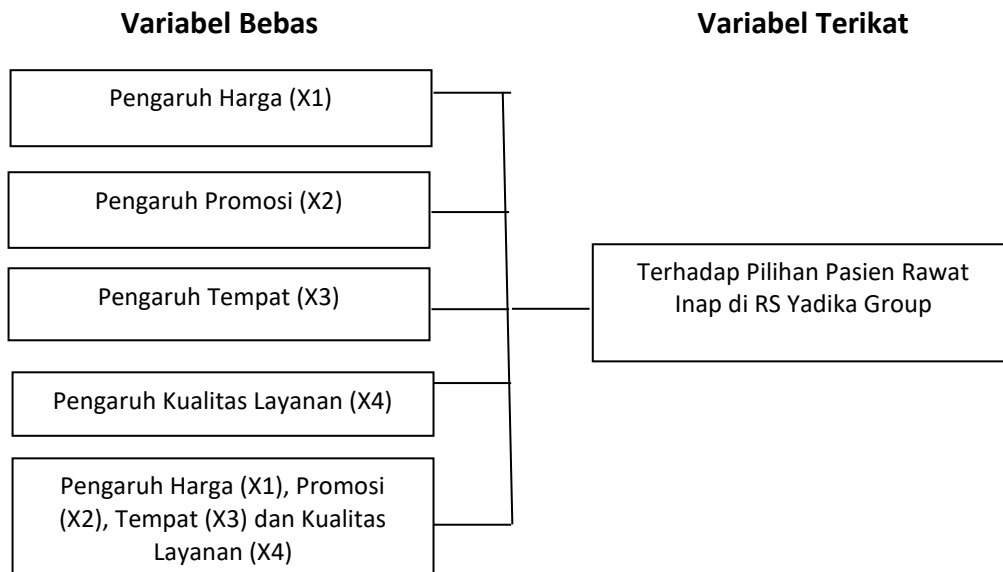 Variabel Bebas
Variabel Terikat
Pengaruh Harga (X1)
Pengaruh Promosi (X2)
Pengaruh Tempat (X3)
Pengaruh Kualitas Layanan (X4)
Pengaruh Harga (X1), Promosi
(X2), Tempat (X3) dan Kualitas
Layanan (X4)
Terhadap Pilihan Pasien Rawat
Inap di RS Yadika Group